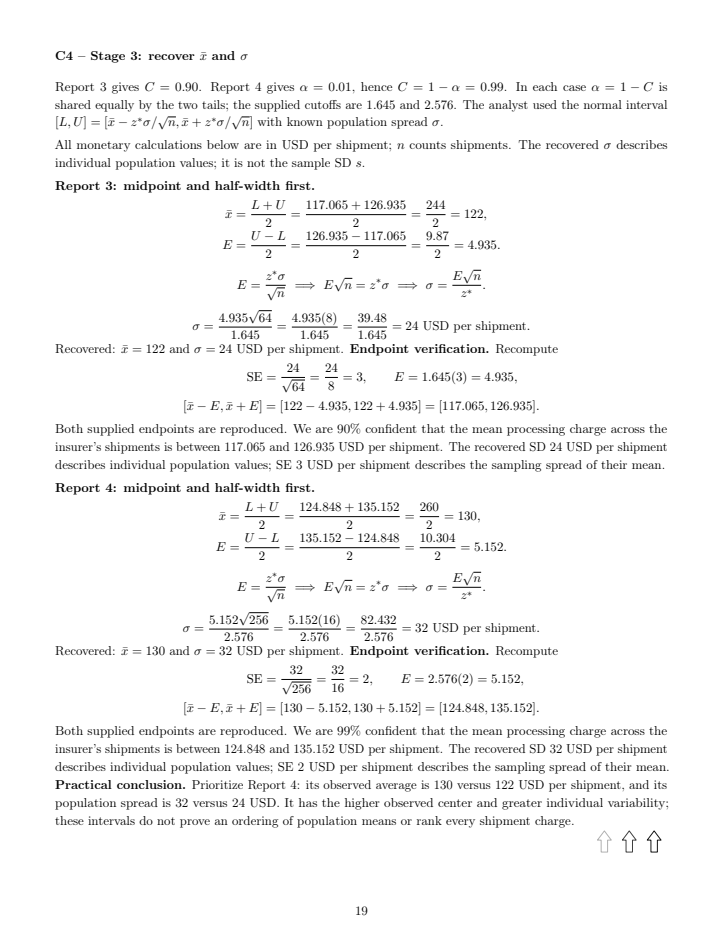 C4 – Stage 3: recover x̄ and σ
Report 3 gives C = 0.90. Report 4 gives α = 0.01, hence C = 1 − α = 0.99. In each case α = 1 − C is
shared equally by the two tails; the supplied cutoffs are 1.645 and 2.576. The analyst used the normal interval
[L, U] = [x̄ − z*σ/√n, x̄ + z*σ/√n] with known population spread σ.
All monetary calculations below are in USD per shipment; n counts shipments. The recovered σ describes
individual population values; it is not the sample SD s.
Report 3: midpoint and half-width first.
x̄ = (L + U)/2 = (117.065 + 126.935)/2 = 244/2 = 122,
E = (U − L)/2 = (126.935 − 117.065)/2 = 9.87/2 = 4.935.
E = z*σ/√n ⟹ E√n = z*σ ⟹ σ = E√n/z*.
σ = 4.935√64/1.645 = 4.935(8)/1.645 = 39.48/1.645 = 24 USD per shipment.
Recovered: x̄ = 122 and σ = 24 USD per shipment. Endpoint verification. Recompute
SE = 24/√64 = 24/8 = 3, E = 1.645(3) = 4.935,
[x̄ − E, x̄ + E] = [122 − 4.935, 122 + 4.935] = [117.065, 126.935].
Both supplied endpoints are reproduced. We are 90% confident that the mean processing charge across the
insurer's shipments is between 117.065 and 126.935 USD per shipment. The recovered SD 24 USD per shipment
describes individual population values; SE 3 USD per shipment describes the sampling spread of their mean.
Report 4: midpoint and half-width first.
x̄ = (L + U)/2 = (124.848 + 135.152)/2 = 260/2 = 130,
E = (U − L)/2 = (135.152 − 124.848)/2 = 10.304/2 = 5.152.
E = z*σ/√n ⟹ E√n = z*σ ⟹ σ = E√n/z*.
σ = 5.152√256/2.576 = 5.152(16)/2.576 = 82.432/2.576 = 32 USD per shipment.
Recovered: x̄ = 130 and σ = 32 USD per shipment. Endpoint verification. Recompute
SE = 32/√256 = 32/16 = 2, E = 2.576(2) = 5.152,
[x̄ − E, x̄ + E] = [130 − 5.152, 130 + 5.152] = [124.848, 135.152].
Both supplied endpoints are reproduced. We are 99% confident that the mean processing charge across the
insurer's shipments is between 124.848 and 135.152 USD per shipment. The recovered SD 32 USD per shipment
describes individual population values; SE 2 USD per shipment describes the sampling spread of their mean.
Practical conclusion. Prioritize Report 4: its observed average is 130 versus 122 USD per shipment, and its
population spread is 32 versus 24 USD. It has the higher observed center and greater individual variability;
these intervals do not prove an ordering of population means or rank every shipment charge.
19